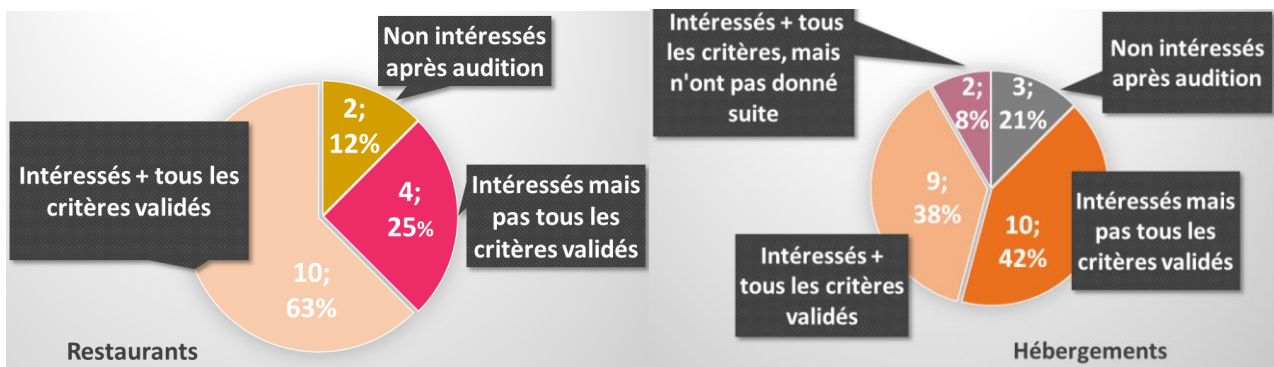 Non intéressés
après audition
2;
12%
4;
25%
Intéressés mais
pas tous les
critères validés
Intéressés + tous les
critères validés
10;
63%
Restaurants
Intéressés + tous
les critères, mais
n'ont pas donné
suite
2;
8%
3;
21%
Non intéressés
après audition
9;
38%
10;
42%
Intéressés mais
pas tous les
critères validés
Intéressés +
tous les critères
validés
Hébergements